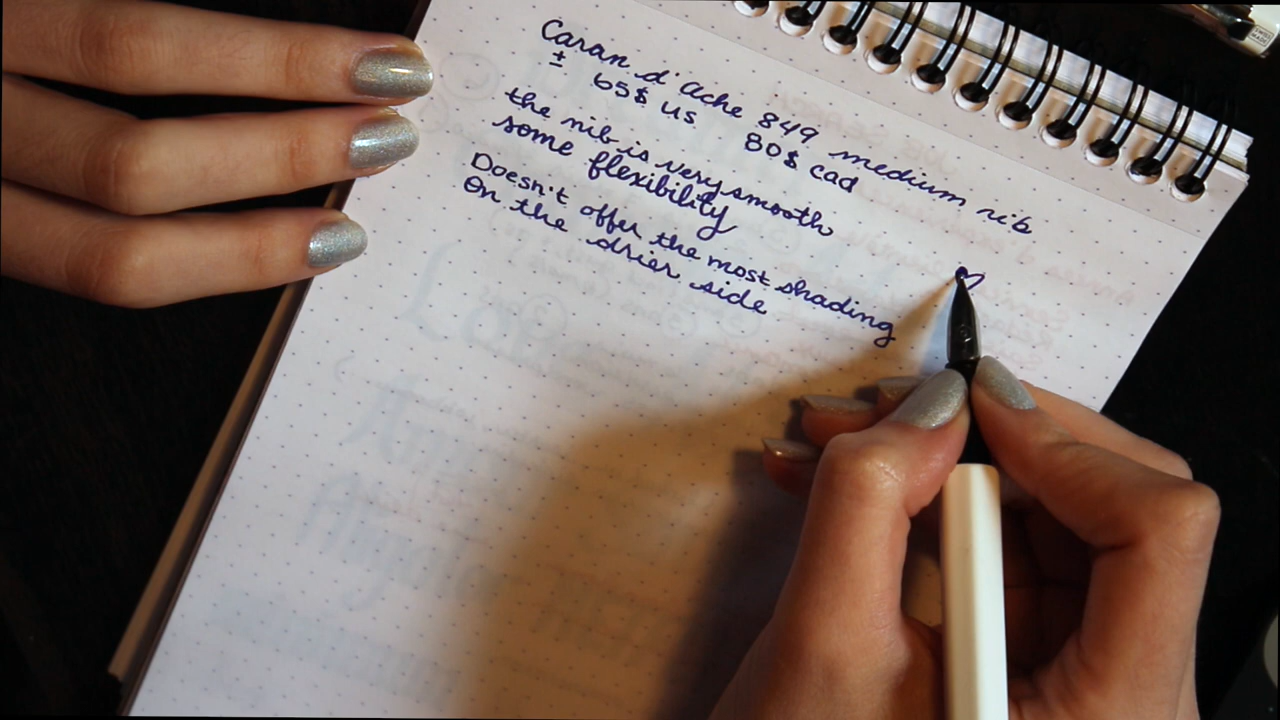 Caran d'Ache 849 medium nib
± 65$ us 80$ cad
the nib is very smooth
some flexibility
Doesn't offer the most shading
On the drier side